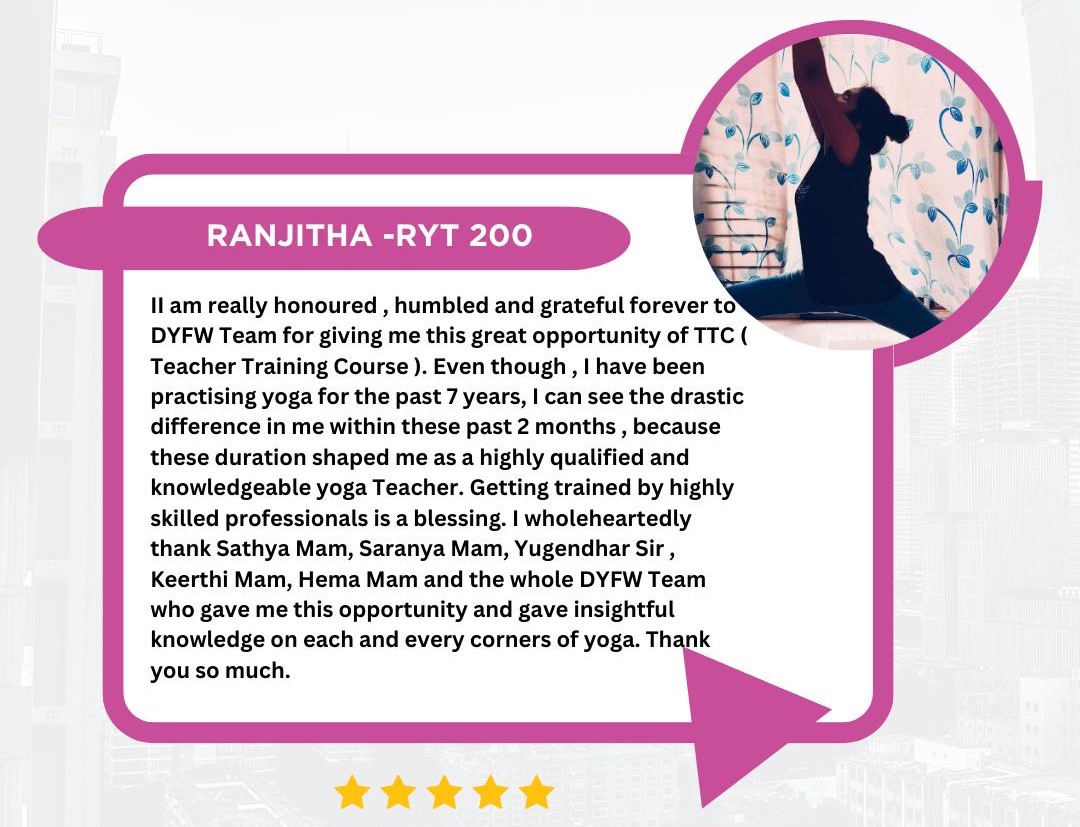 RANJITHA -RYT 200
II am really honoured , humbled and grateful forever to
DYFW Team for giving me this great opportunity of TTC (
Teacher Training Course ). Even though , I have been
practising yoga for the past 7 years, I can see the drastic
difference in me within these past 2 months , because
these duration shaped me as a highly qualified and
knowledgeable yoga Teacher. Getting trained by highly
skilled professionals is a blessing. I wholeheartedly
thank Sathya Mam, Saranya Mam, Yugendhar Sir ,
Keerthi Mam, Hema Mam and the whole DYFW Team
who gave me this opportunity and gave insightful
knowledge on each and every corners of yoga. Thank
you so much.